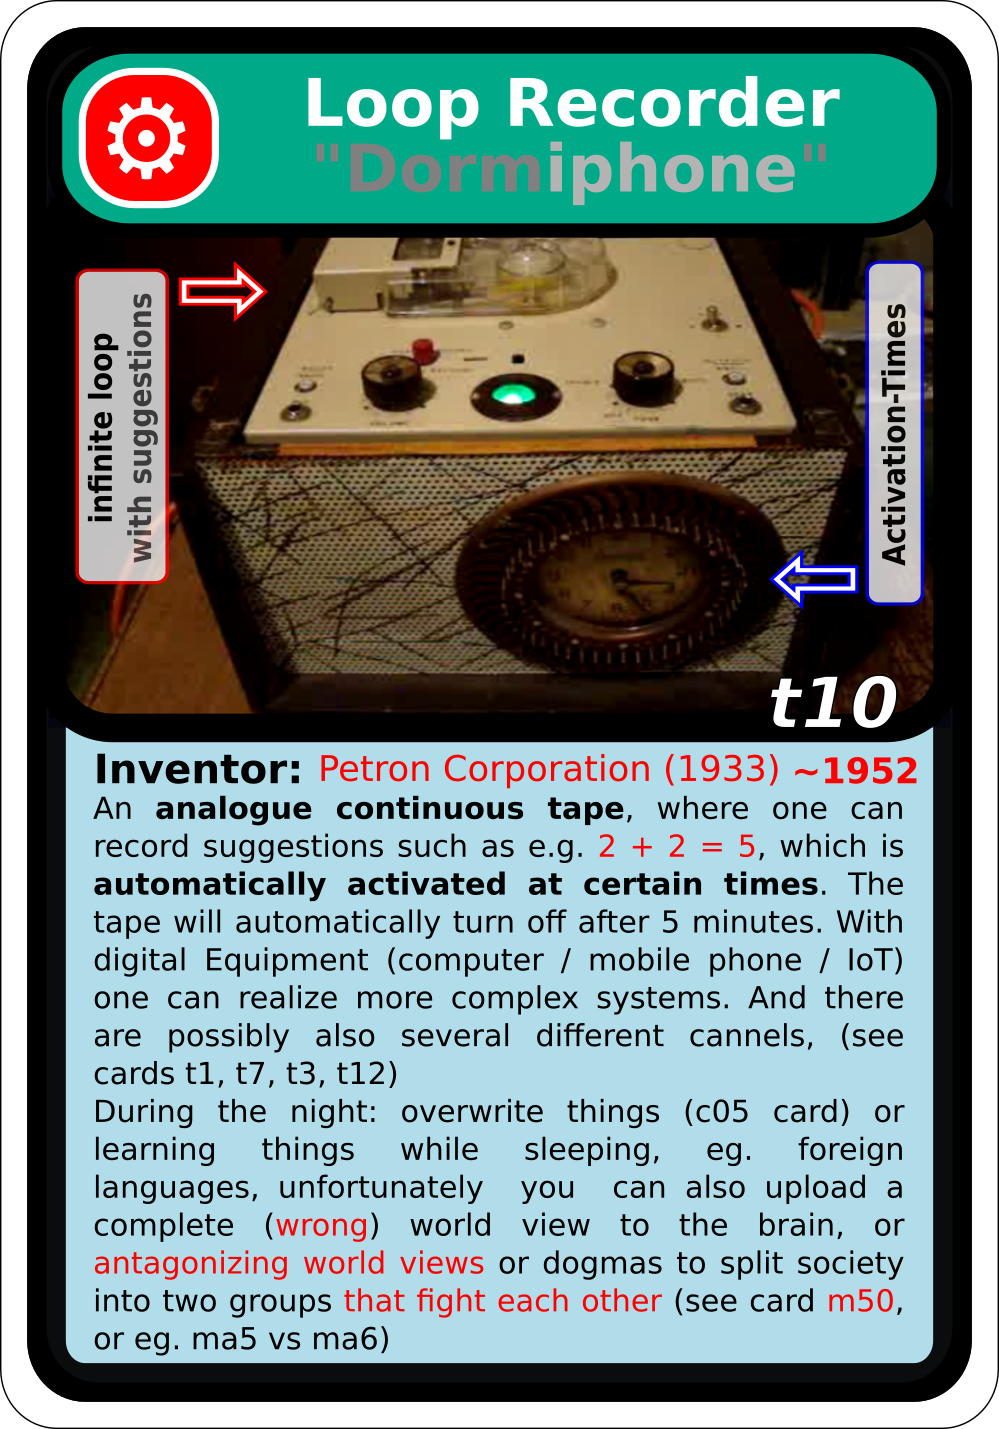 Loop Recorder
"Dormiphone"
infinite loop
with suggestions
Activation-Times
t10
Inventor: Petron Corporation (1933) ~1952
An analogue continuous tape, where one can
record suggestions such as e.g. 2 + 2 = 5, which is
automatically activated at certain times. The
tape will automatically turn off after 5 minutes. With
digital Equipment (computer / mobile phone / IoT)
one can realize more complex systems. And there
are possibly also several different cannels, (see
cards t1, t7, t3, t12)
During the night: overwrite things (c05 card) or
learning things while sleeping, eg. foreign
languages, unfortunately you can also upload a
complete (wrong) world view to the brain, or
antagonizing world views or dogmas to split society
into two groups that fight each other (see card m50,
or eg. ma5 vs ma6)